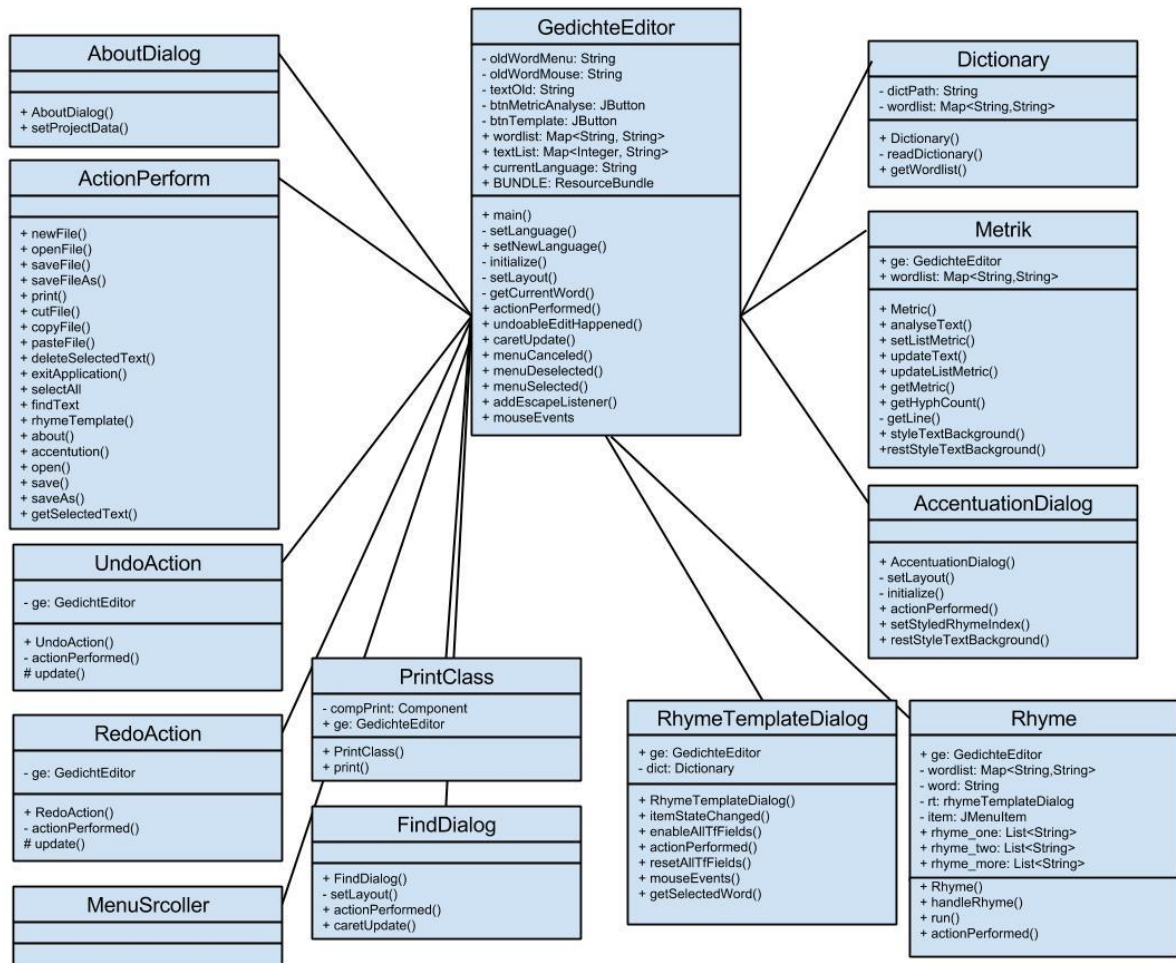 GedichteEditor
- oldWordMenu: String
- oldWordMouse: String
- textOld: String
- btnMetricAnalyse: JButton
- btnTemplate: JButton
+ wordlist: Map<String, String>
+ textList: Map<Integer, String>
+ currentLanguage: String
+ BUNDLE: ResourceBundle
+ main()
- setLanguage()
+ setNewLanguage()
- initialize()
- setLayout()
- getCurrentWord()
+ actionPerformed()
+ undoableEditHappened()
+ caretUpdate()
+ menuCanceled()
+ menuDeselected()
+ menuSelected()
+ addEscapeListener()
+ mouseEvents
AboutDialog
+ AboutDialog()
+ setProjectData()
ActionPerform
+ newFile()
+ openFile()
+ saveFile()
+ saveFileAs()
+ print()
+ cutFile()
+ copyFile()
+ pasteFile()
+ deleteSelectedText()
+ exitApplication()
+ selectAll
+ findText
+ rhymeTemplate()
+ about()
+ accentution()
+ open()
+ save()
+ saveAs()
+ getSelectedText()
UndoAction
- ge: GedichtEditor
+ UndoAction()
- actionPerformed()
# update()
RedoAction
- ge: GedichtEditor
+ RedoAction()
- actionPerformed()
# update()
MenuSrcoller
PrintClass
- compPrint: Component
+ ge: GedichteEditor
+ PrintClass()
+ print()
FindDialog
+ FindDialog()
- setLayout()
+ actionPerformed()
+ caretUpdate()
Dictionary
- dictPath: String
- wordlist: Map<String,String>
+ Dictionary()
- readDictionary()
+ getWordlist()
Metrik
+ ge: GedichteEditor
+ wordlist: Map<String,String>
+ Metric()
+ analyseText()
+ setListMetric()
+ updateText()
+ updateListMetric()
+ getMetric()
+ getHyphCount()
- getLine()
+ styleTextBackground()
+restStyleTextBackground()
AccentuationDialog
+ AccentuationDialog()
- setLayout()
- initialize()
+ actionPerformed()
+ setStyledRhymeIndex()
+ restStyleTextBackground()
RhymeTemplateDialog
+ ge: GedichteEditor
- dict: Dictionary
+ RhymeTemplateDialog()
+ itemStateChanged()
+ enableAllTfFields()
+ actionPerformed()
+ resetAllTfFields()
+ mouseEvents()
+ getSelectedWord()
Rhyme
+ ge: GedichteEditor
- wordlist: Map<String,String>
- word: String
- rt: rhymeTemplateDialog
- item: JMenuItem
+ rhyme_one: List<String>
+ rhyme_two: List<String>
+ rhyme_more: List<String>
+ Rhyme()
+ handleRhyme()
+ run()
+ actionPerformed()